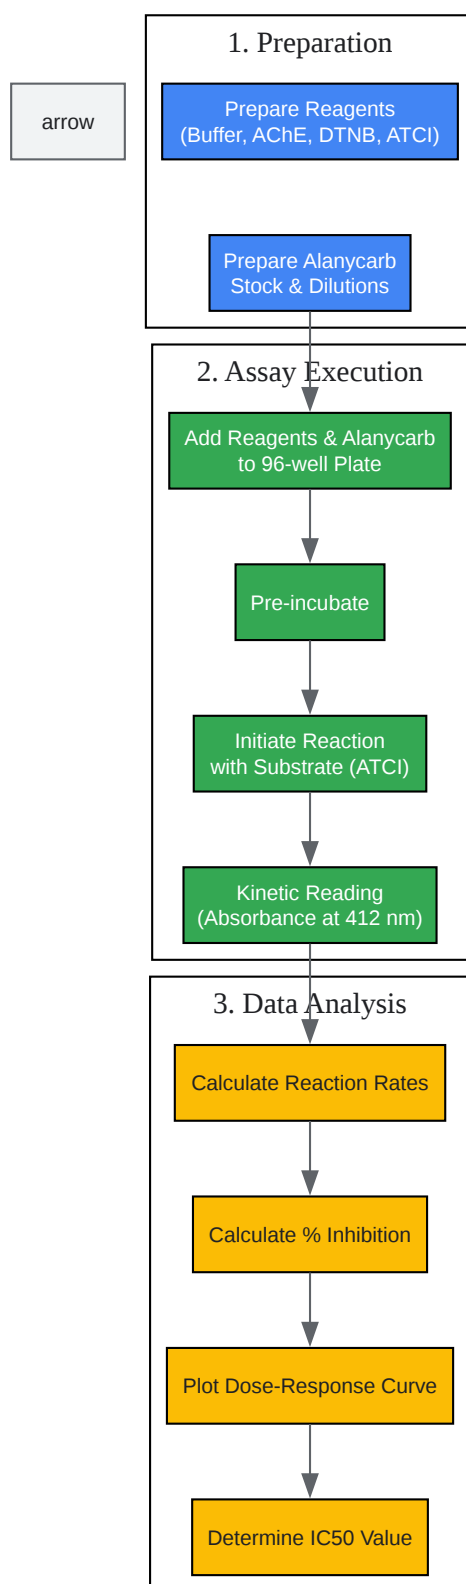 1. Preparation
arrow
Prepare Reagents
(Buffer, AChE, DTNB, ATCI)
Prepare Alanycarb
Stock & Dilutions
2. Assay Execution
Add Reagents & Alanycarb
to 96-well Plate
Pre-incubate
Initiate Reaction
with Substrate (ATCI)
Kinetic Reading
(Absorbance at 412 nm)
3. Data Analysis
Calculate Reaction Rates
Calculate % Inhibition
Plot Dose-Response Curve
Determine IC50 Value